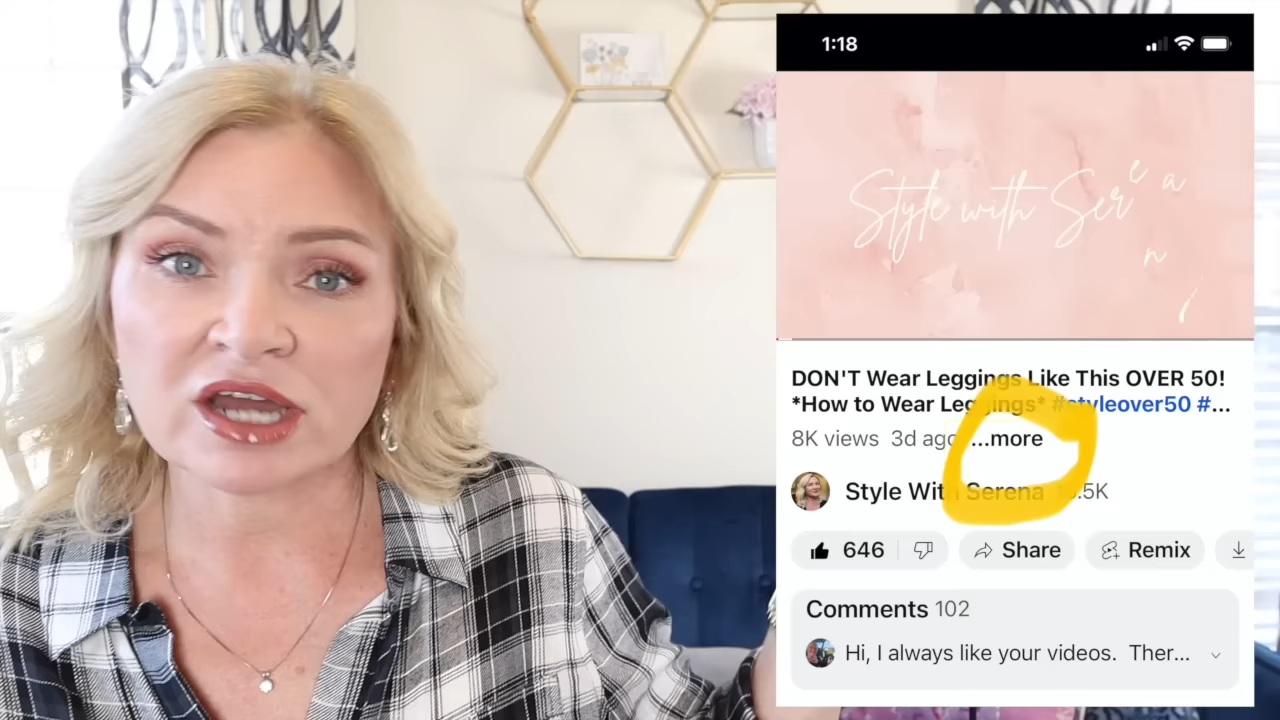 1:18
Style with Serena
DON'T Wear Leggings Like This OVER 50!
*How to Wear Leggings* #styleover50 #...
8K views 3d ago ...more
Style With Serena
646
Share
Remix
Comments 102
Hi, I always like your videos. Ther...